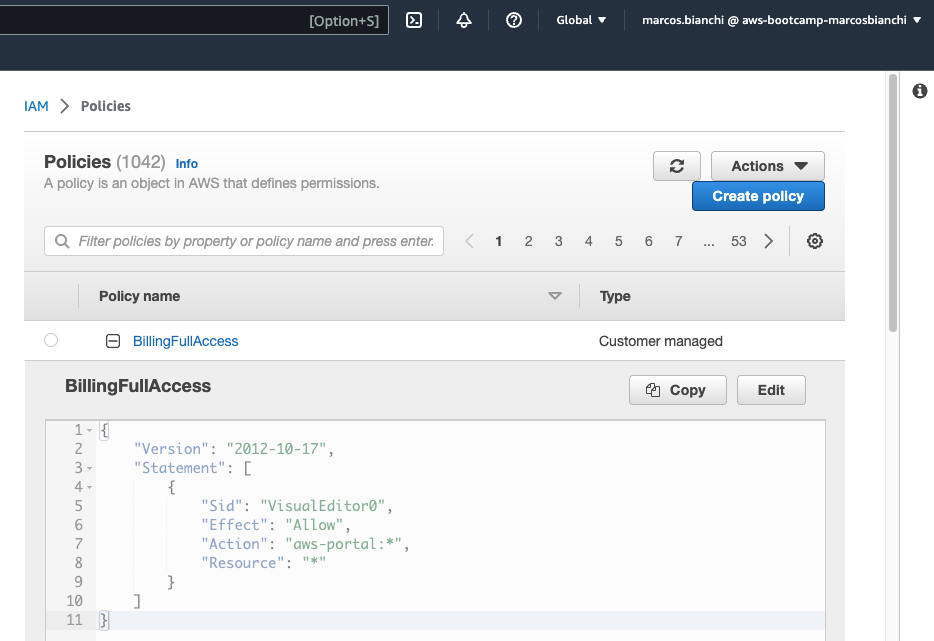 [Option+S]
Global
marcos.bianchi @ aws-bootcamp-marcosbianchi
IAM > Policies
Policies (1042) Info
A policy is an object in AWS that defines permissions.
Actions
Create policy
Filter policies by property or policy name and press enter.
1 2 3 4 5 6 7 ... 53
Policy name Type
BillingFullAccess Customer managed
BillingFullAccess
Copy Edit
1 {
2 "Version": "2012-10-17",
3 "Statement": [
4 {
5 "Sid": "VisualEditor0",
6 "Effect": "Allow",
7 "Action": "aws-portal:*",
8 "Resource": "*"
9 }
10 ]
11 }